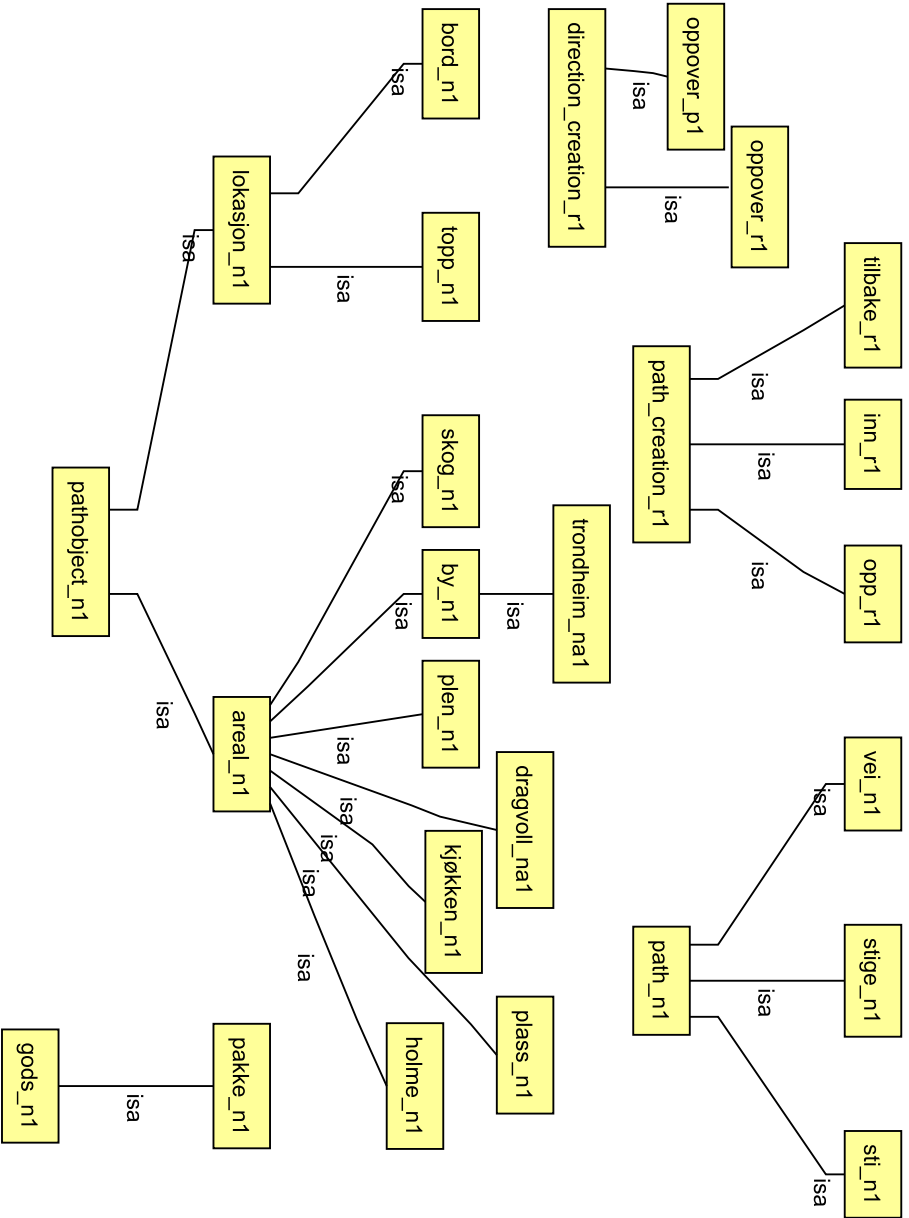 gods_n1
pakke_n1
isa
pathobject_n1
lokasjon_n1
areal_n1
isa
isa
bord_n1
topp_n1
isa
isa
skog_n1
by_n1
plen_n1
dragvoll_na1
kjøkken_n1
plass_n1
holme_n1
isa
isa
isa
isa
isa
isa
isa
trondheim_na1
isa
direction_creation_r1
oppover_p1
oppover_r1
isa
isa
path_creation_r1
tilbake_r1
inn_r1
opp_r1
isa
isa
isa
path_n1
vei_n1
stige_n1
sti_n1
isa
isa
isa